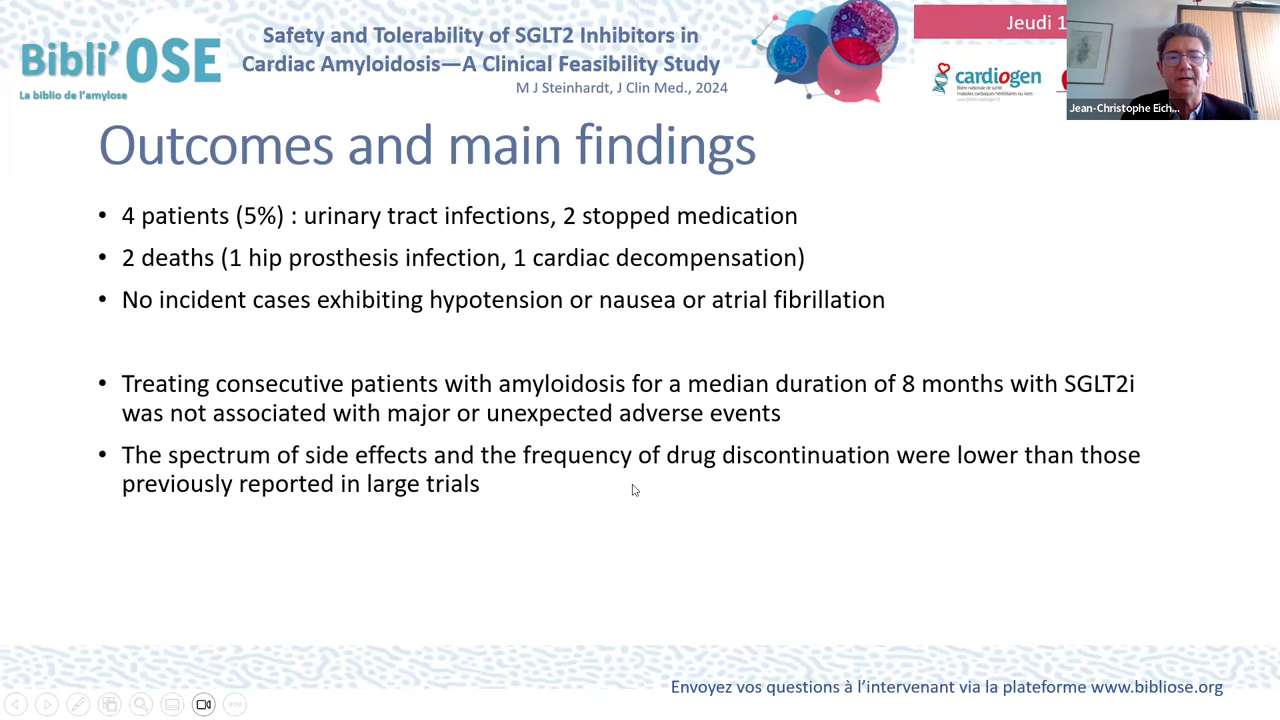 Bibli’OSE
La biblio de l’amylose
Safety and Tolerability of SGLT2 Inhibitors in
Cardiac Amyloidosis—A Clinical Feasibility Study
M J Steinhardt, J Clin Med., 2024
Jeudi 1
cardiogen
filière nationale de santé
maladies cardiaques héréditaires ou rares
Jean-Christophe Eich...
Outcomes and main findings
• 4 patients (5%) : urinary tract infections, 2 stopped medication
• 2 deaths (1 hip prosthesis infection, 1 cardiac decompensation)
• No incident cases exhibiting hypotension or nausea or atrial fibrillation
• Treating consecutive patients with amyloidosis for a median duration of 8 months with SGLT2i
was not associated with major or unexpected adverse events
• The spectrum of side effects and the frequency of drug discontinuation were lower than those
previously reported in large trials
Envoyez vos questions à l’intervenant via la plateforme www.bibliose.org